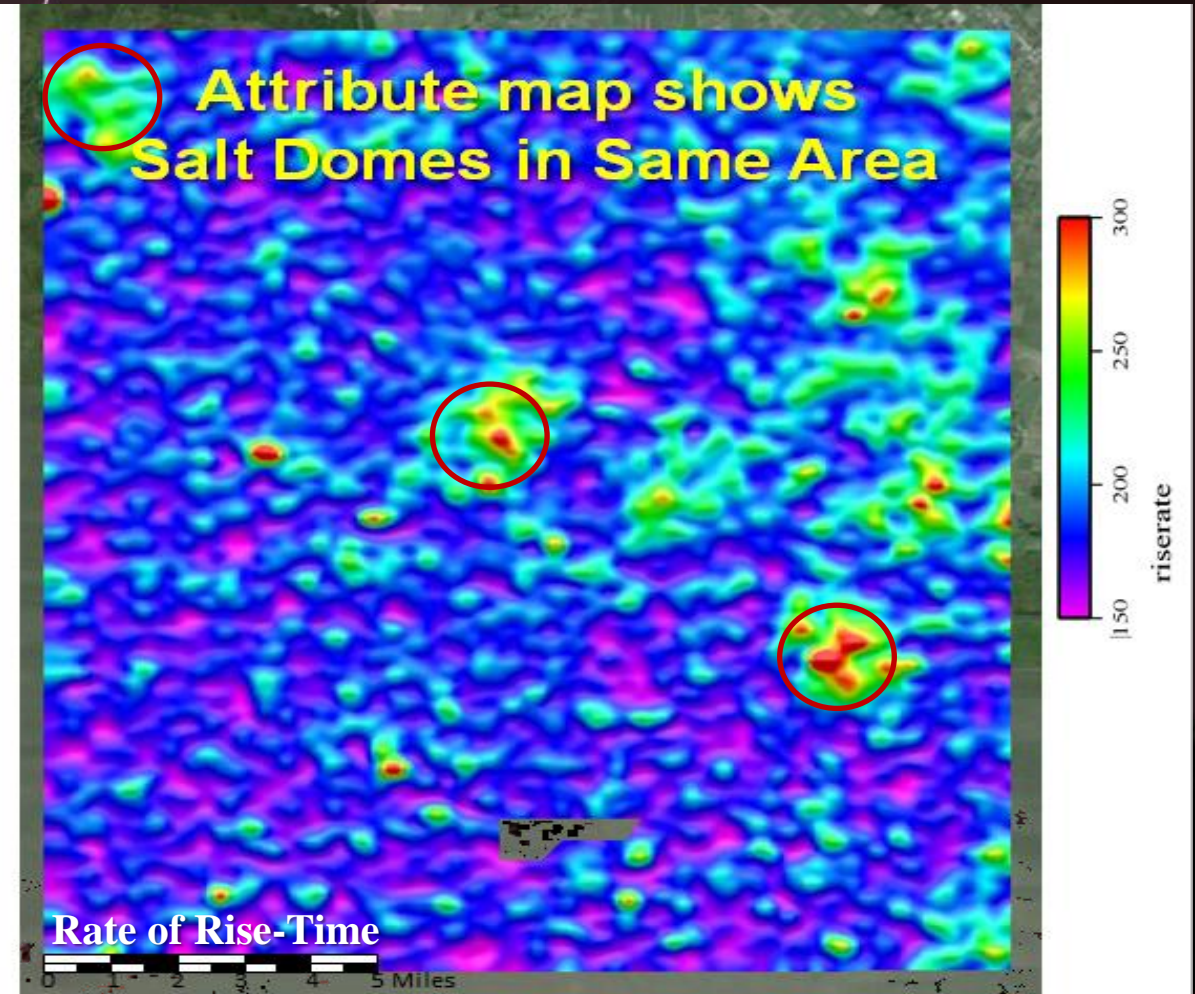 Attribute map shows
Salt Domes in Same Area
300
250
200
150
riserate
Rate of Rise-Time
0 1 2 3 4 5 Miles